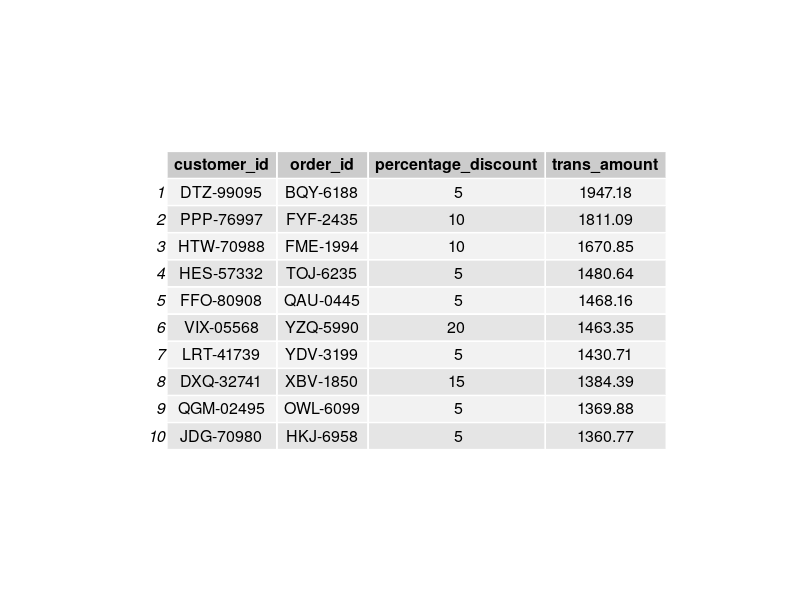 customer_id order_id percentage_discount trans_amount
1 DTZ-99095 BQY-6188 5 1947.18
2 PPP-76997 FYF-2435 10 1811.09
3 HTW-70988 FME-1994 10 1670.85
4 HES-57332 TOJ-6235 5 1480.64
5 FFO-80908 QAU-0445 5 1468.16
6 VIX-05568 YZQ-5990 20 1463.35
7 LRT-41739 YDV-3199 5 1430.71
8 DXQ-32741 XBV-1850 15 1384.39
9 QGM-02495 OWL-6099 5 1369.88
10 JDG-70980 HKJ-6958 5 1360.77